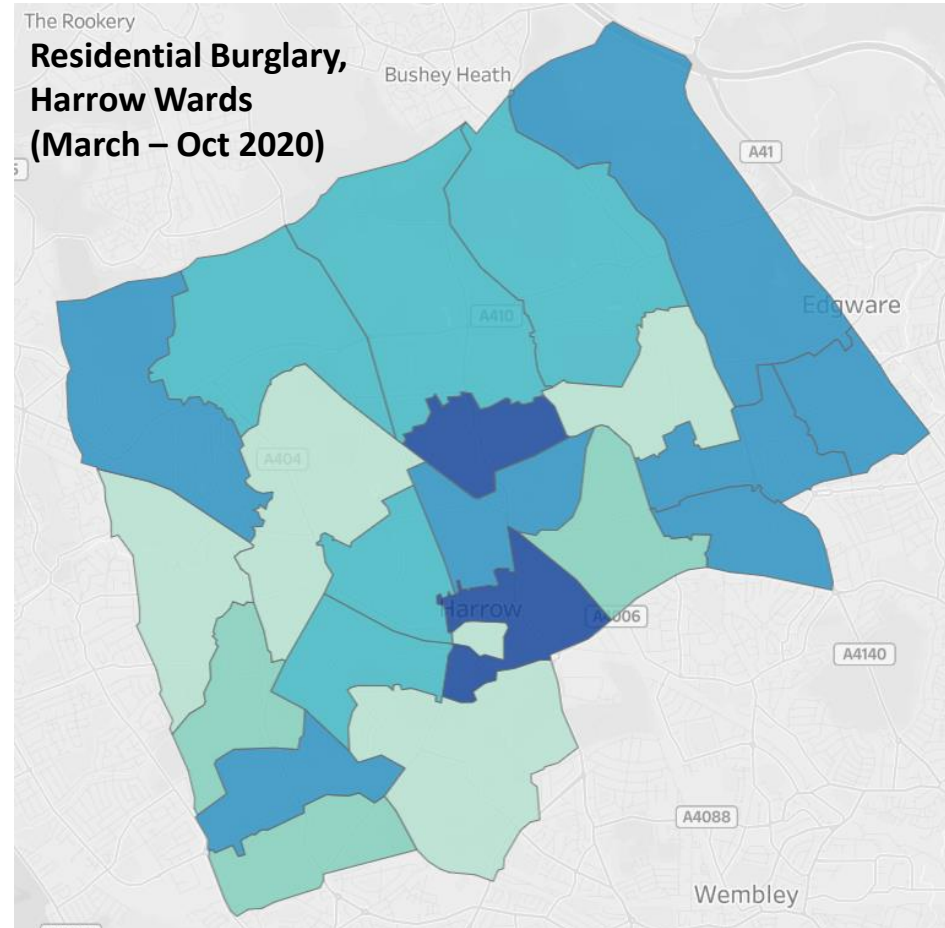 The Rookery
Residential Burglary,
Harrow Wards
(March – Oct 2020)
Bushey Heath
A41
Edgware
A410
A404
Harrow
A4006
A4140
A4088
Wembley